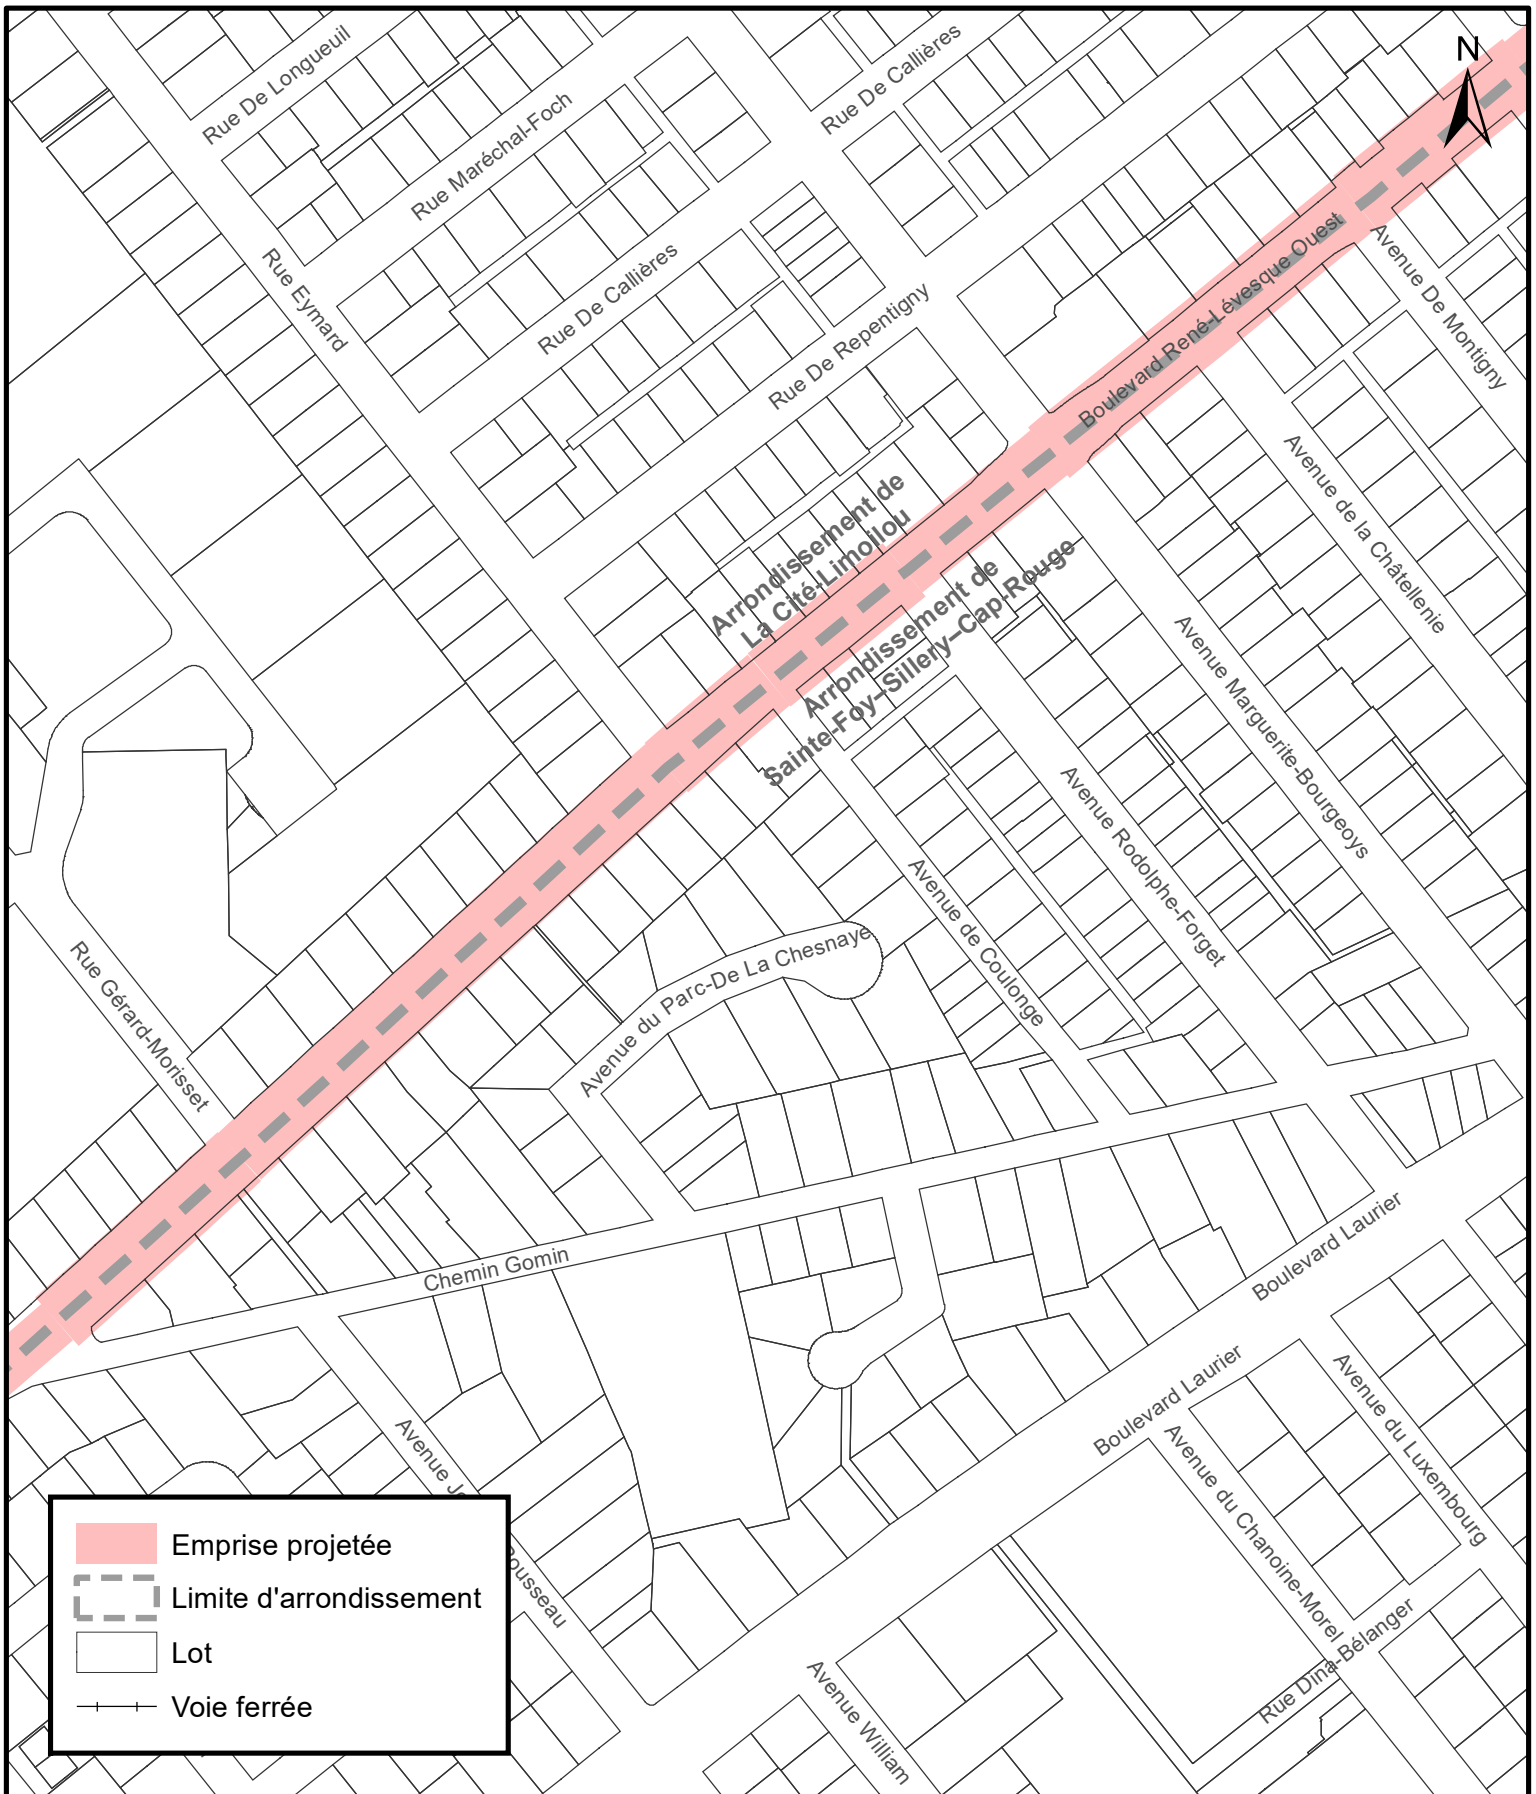 Rue De Longueuil
Rue Maréchal-Foch
Rue De Callières
N
Rue Eymard
Rue De Callières
Rue De Repentigny
Boulevard René-Lévesque Ouest
Avenue De Montigny
Avenue de la Châtellenie
Arrondissement de
La Cité-Limoilou
Arrondissement de
Sainte-Foy–Sillery–Cap-Rouge
Avenue Marguerite-Bourgeoys
Avenue Rodolphe-Forget
Avenue de Coulonge
Avenue du Parc-De La Chesnaye
Rue Gérard-Morisset
Chemin Gomin
Boulevard Laurier
Boulevard Laurier
Avenue du Luxembourg
Avenue du Chanoine-Morel
Rue Dina-Bélanger
Avenue William
Avenue
Emprise projetée
Limite d'arrondissement
Lot
Voie ferrée